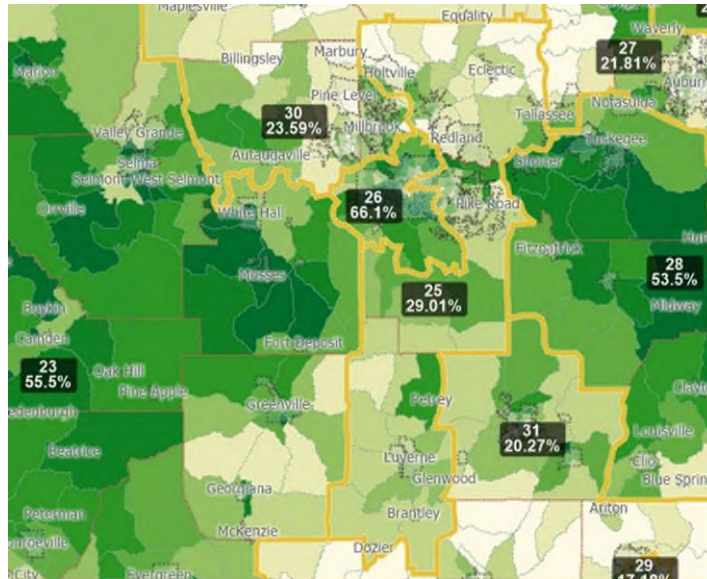 Maplesville
Equality
Waverly
27
21.81%
Billingsley
Marbury
Holtville
Eclectic
Marion
Auburn
Pine Level
30
23.59%
Millbrook
Notasulga
Tallassee
Valley Grande
Redland
Tuskegee
Selma
Autaugaville
Shorter
Selmont-West Selmont
26
66.1%
White Hall
Pike Road
Orrville
Fitzpatrick
Mosses
28
53.5%
25
29.01%
Midway
Boykin
Camden
Fort Deposit
23
55.5%
Oak Hill
Pine Apple
Petrey
Clayt
edenburgh
Greenville
31
20.27%
Louisville
Beatrice
Luverne
Clio
Glenwood
Blue Spring
Georgiana
Peterman
Brantley
Ariton
McKenzie
onroeville
Dozier
29
City
Evergreen